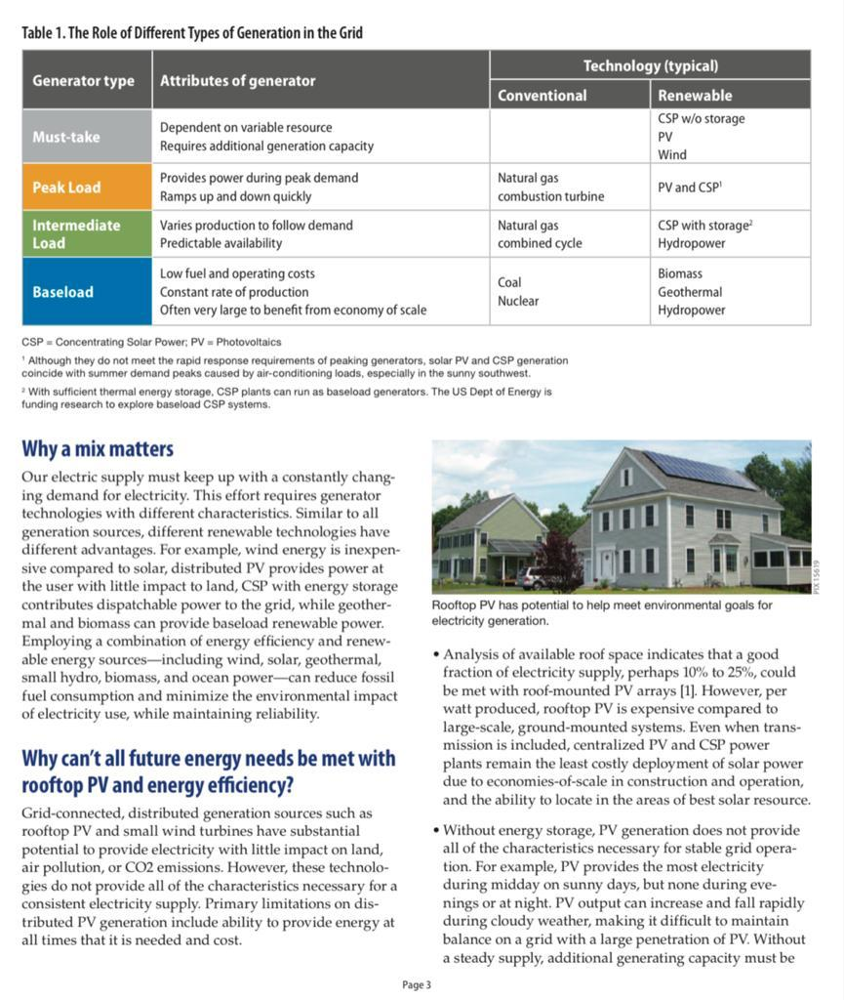 Table 1. The Role of Different Types of Generation in the Grid
Generator type
Attributes of generator
Technology (typical)
Conventional
Renewable
Must-take
Dependent on variable resource
Requires additional generation capacity
CSP w/o storage
PV
Wind
Peak Load
Provides power during peak demand
Ramps up and down quickly
Natural gas
combustion turbine
PV and CSP¹
Intermediate
Load
Varies production to follow demand
Predictable availability
Natural gas
combined cycle
CSP with storage²
Hydropower
Baseload
Low fuel and operating costs
Constant rate of production
Often very large to benefit from economy of scale
Coal
Nuclear
Biomass
Geothermal
Hydropower
CSP = Concentrating Solar Power; PV = Photovoltaics
¹ Although they do not meet the rapid response requirements of peaking generators, solar PV and CSP generation
coincide with summer demand peaks caused by air-conditioning loads, especially in the sunny southwest.
² With sufficient thermal energy storage, CSP plants can run as baseload generators. The US Dept of Energy is
funding research to explore baseload CSP systems.
Why a mix matters
Our electric supply must keep up with a constantly chang-
ing demand for electricity. This effort requires generator
technologies with different characteristics. Similar to all
generation sources, different renewable technologies have
different advantages. For example, wind energy is inexpen-
sive compared to solar, distributed PV provides power at
the user with little impact to land, CSP with energy storage
contributes dispatchable power to the grid, while geother-
mal and biomass can provide baseload renewable power.
Employing a combination of energy efficiency and renew-
able energy sources—including wind, solar, geothermal,
small hydro, biomass, and ocean power—can reduce fossil
fuel consumption and minimize the environmental impact
of electricity use, while maintaining reliability.
Why can't all future energy needs be met with
rooftop PV and energy efficiency?
Grid-connected, distributed generation sources such as
rooftop PV and small wind turbines have substantial
potential to provide electricity with little impact on land,
air pollution, or CO2 emissions. However, these technolo-
gies do not provide all of the characteristics necessary for a
consistent electricity supply. Primary limitations on dis-
tributed PV generation include ability to provide energy at
all times that it is needed and cost.
PIX 15619
Rooftop PV has potential to help meet environmental goals for
electricity generation.
• Analysis of available roof space indicates that a good
fraction of electricity supply, perhaps 10% to 25%, could
be met with roof-mounted PV arrays [1]. However, per
watt produced, rooftop PV is expensive compared to
large-scale, ground-mounted systems. Even when trans-
mission is included, centralized PV and CSP power
plants remain the least costly deployment of solar power
due to economies-of-scale in construction and operation,
and the ability to locate in the areas of best solar resource.
• Without energy storage, PV generation does not provide
all of the characteristics necessary for stable grid opera-
tion. For example, PV provides the most electricity
during midday on sunny days, but none during eve-
nings or at night. PV output can increase and fall rapidly
during cloudy weather, making it difficult to maintain
balance on a grid with a large penetration of PV. Without
a steady supply, additional generating capacity must be
Page 3